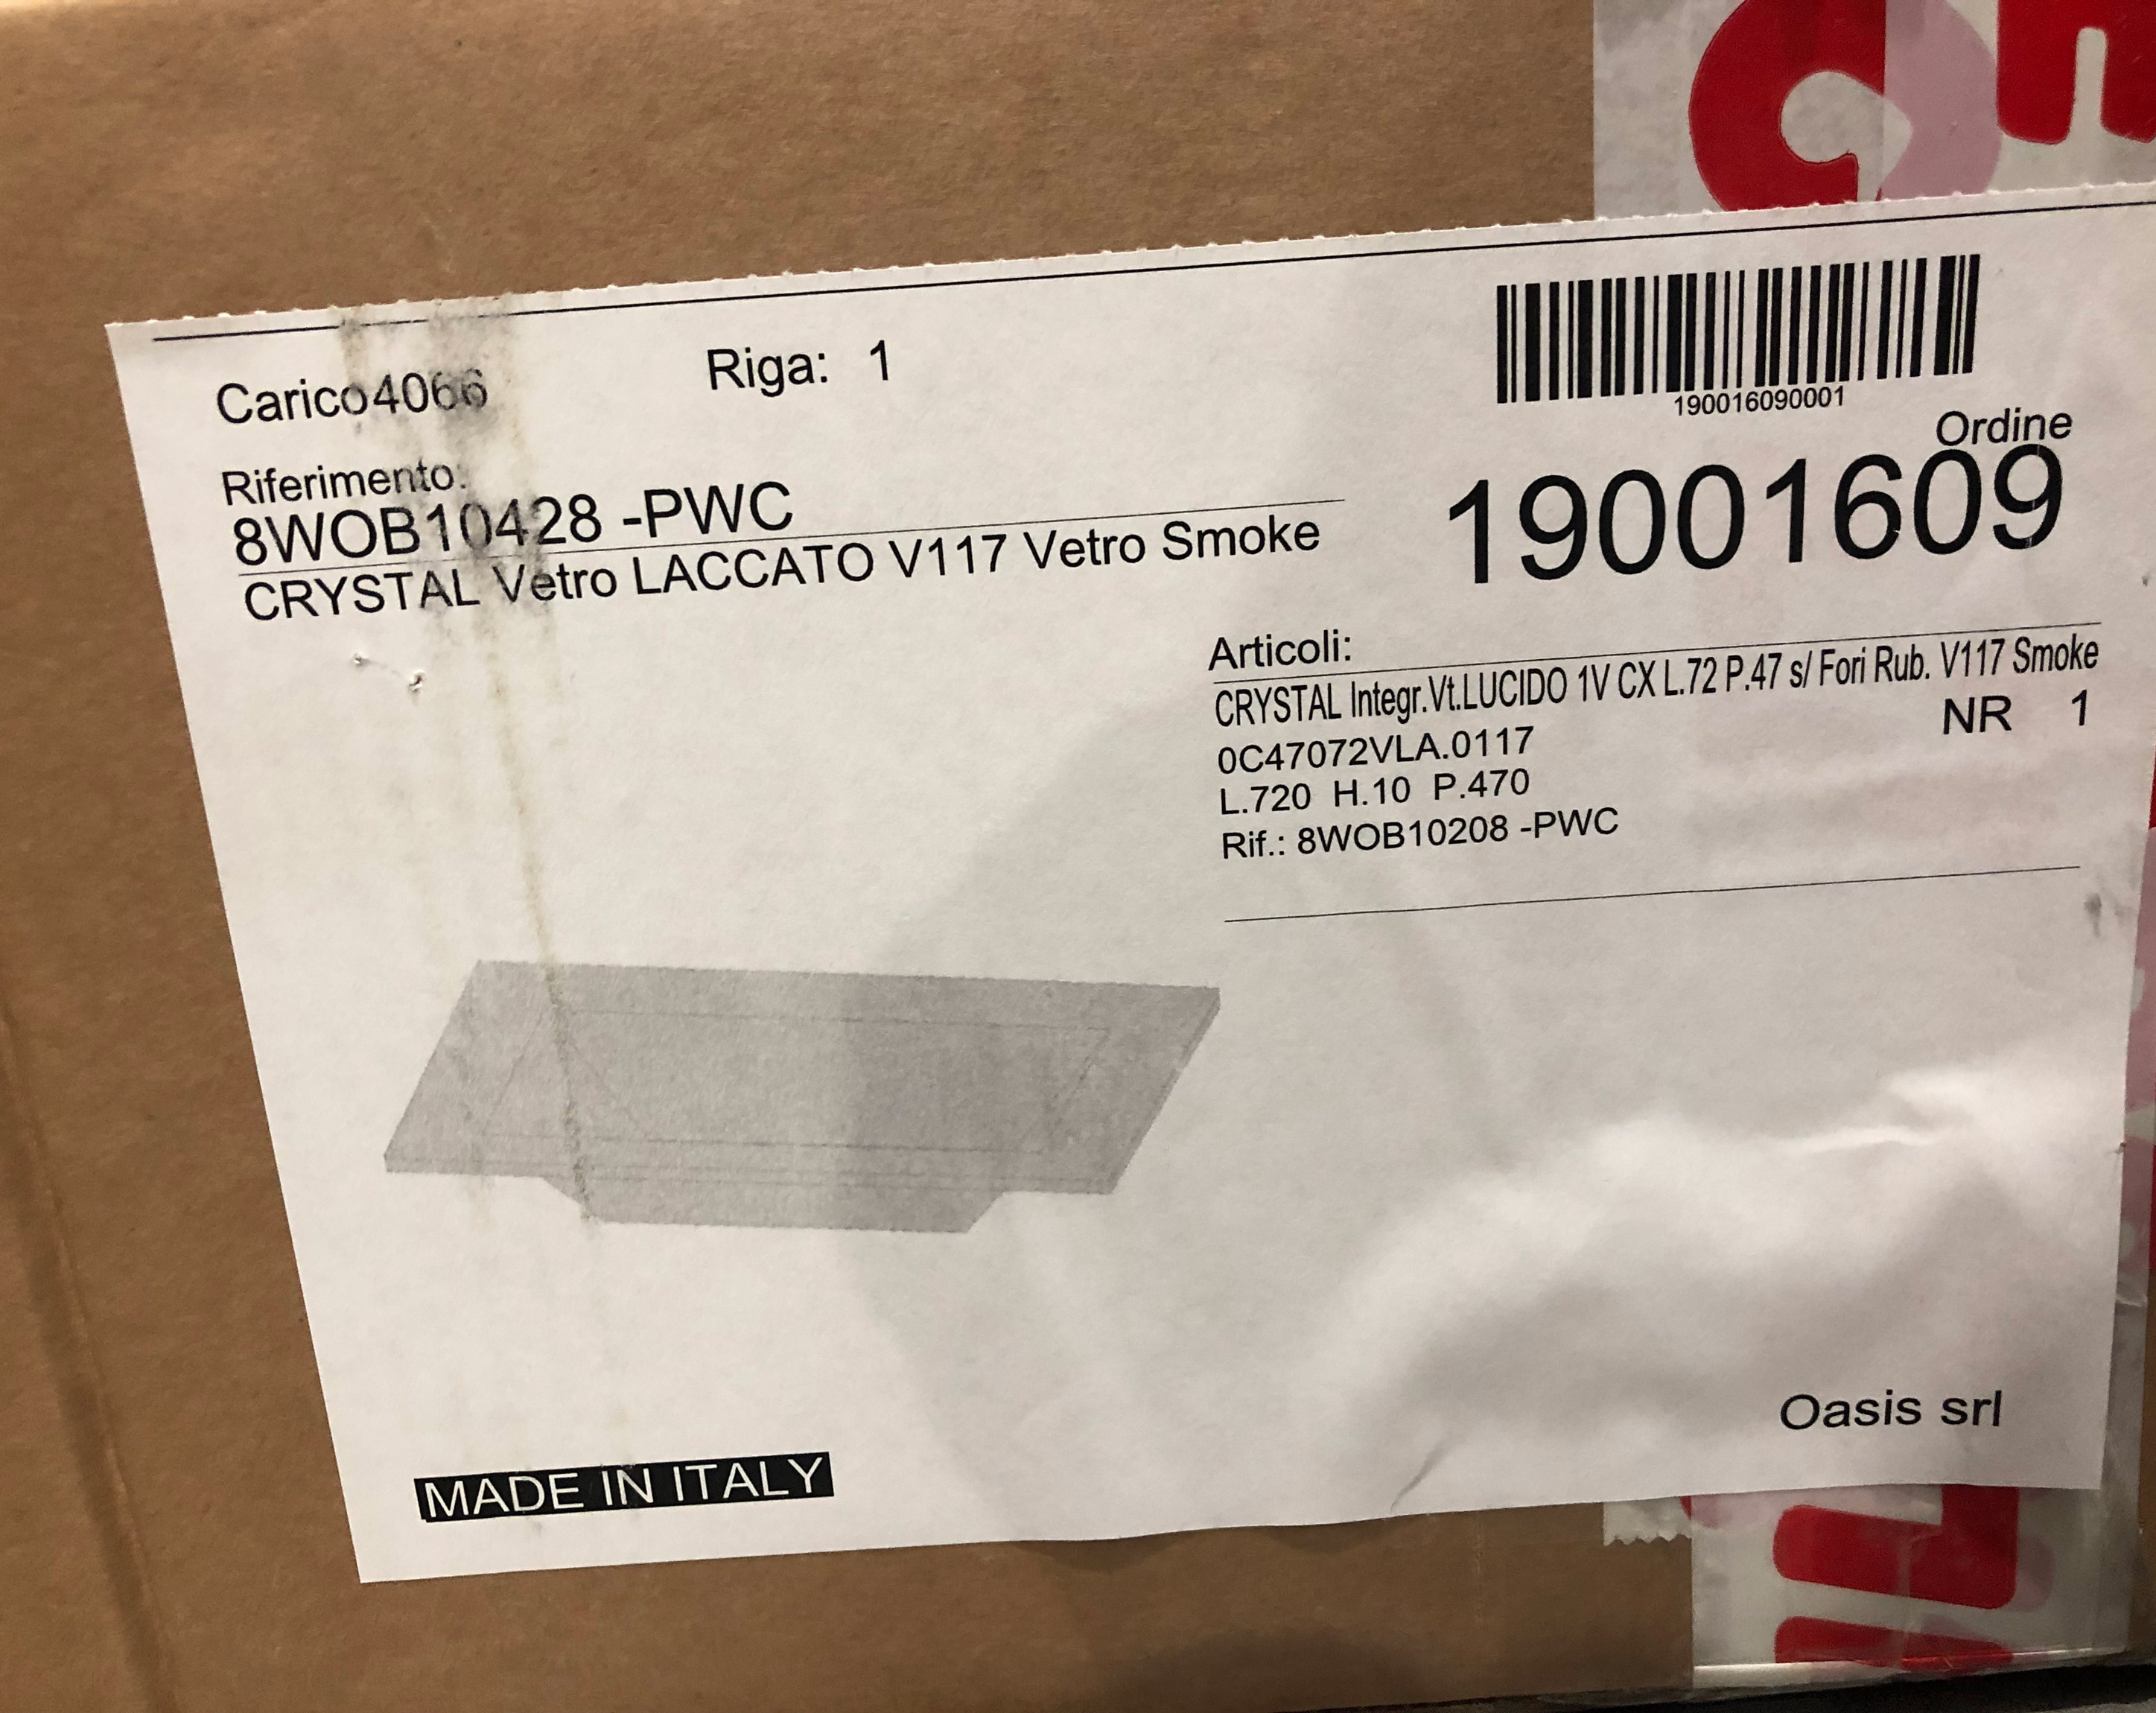 Carico4066
Riga: 1
190016090001
Ordine
19001609
Riferimento:
8WOB10428 -PWC
CRYSTAL Vetro LACCATO V117 Vetro Smoke
Articoli:
CRYSTAL Integr.Vt.LUCIDO 1V CX L.72 P.47 s/ Fori Rub. V117 Smoke
NR 1
0C47072VLA.0117
L.720 H.10 P.470
Rif.: 8WOB10208 -PWC
Oasis srl
MADE IN ITALY